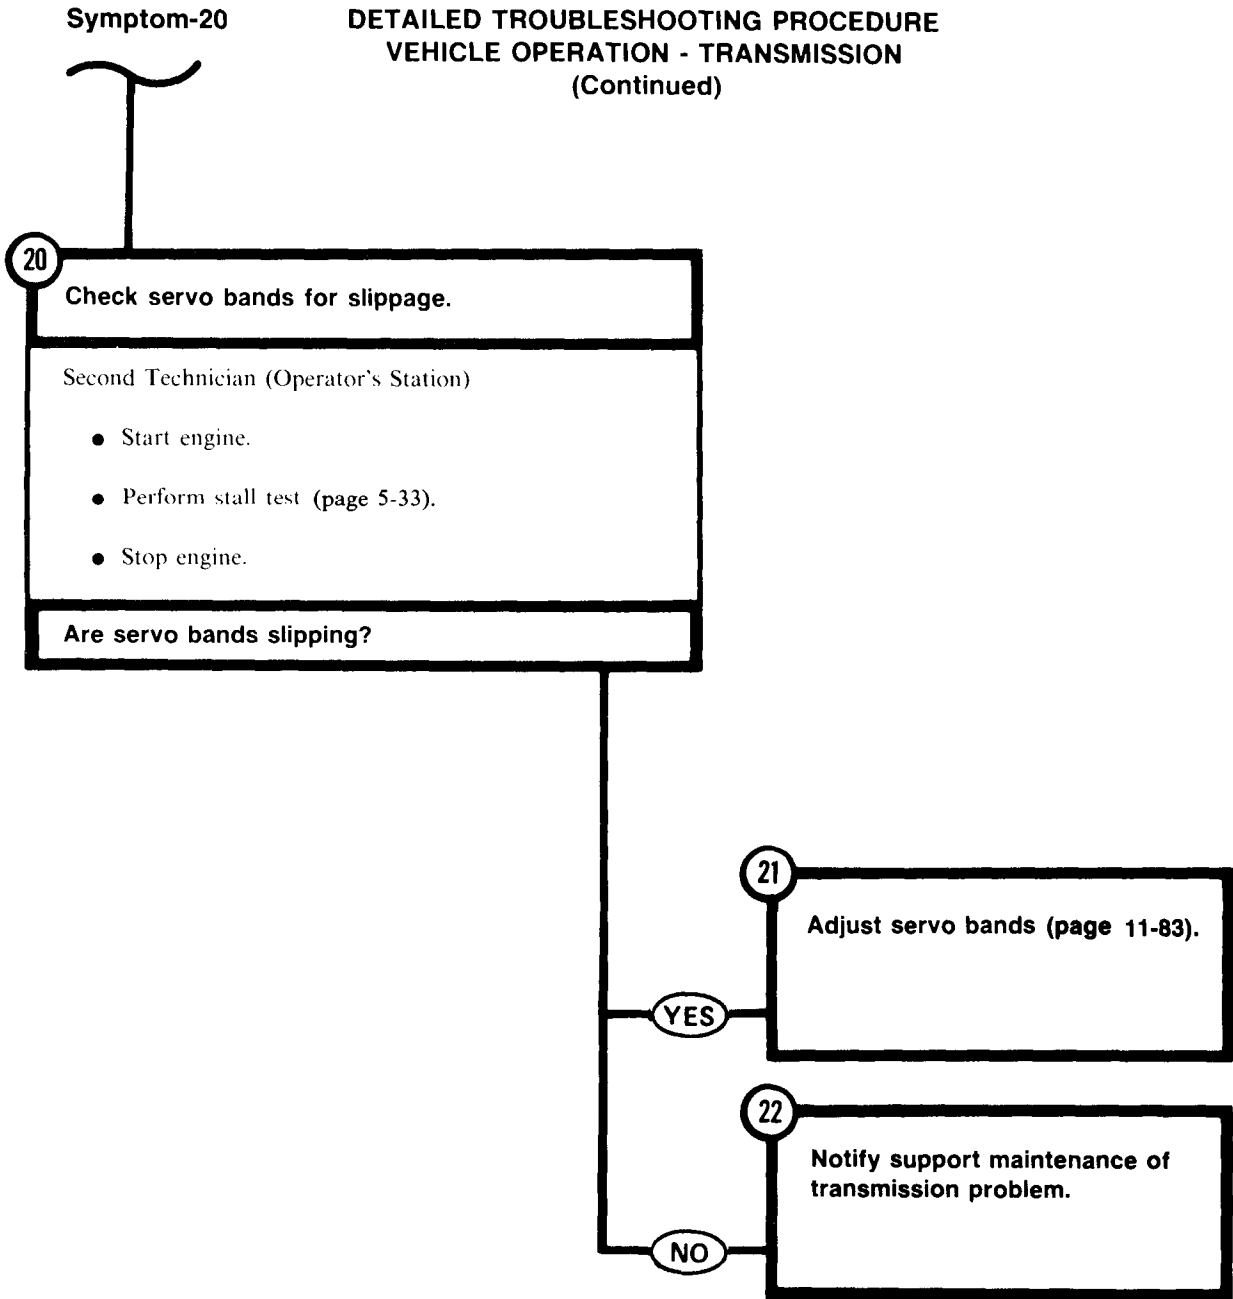 Symptom-20
DETAILED TROUBLESHOOTING PROCEDURE
VEHICLE OPERATION - TRANSMISSION
(Continued)
20
Check servo bands for slippage.
Second Technician (Operator's Station)
● Start engine.
● Perform stall test (page 5-33).
● Stop engine.
Are servo bands slipping?
21
Adjust servo bands (page 11-83).
YES
22
Notify support maintenance of
transmission problem.
NO